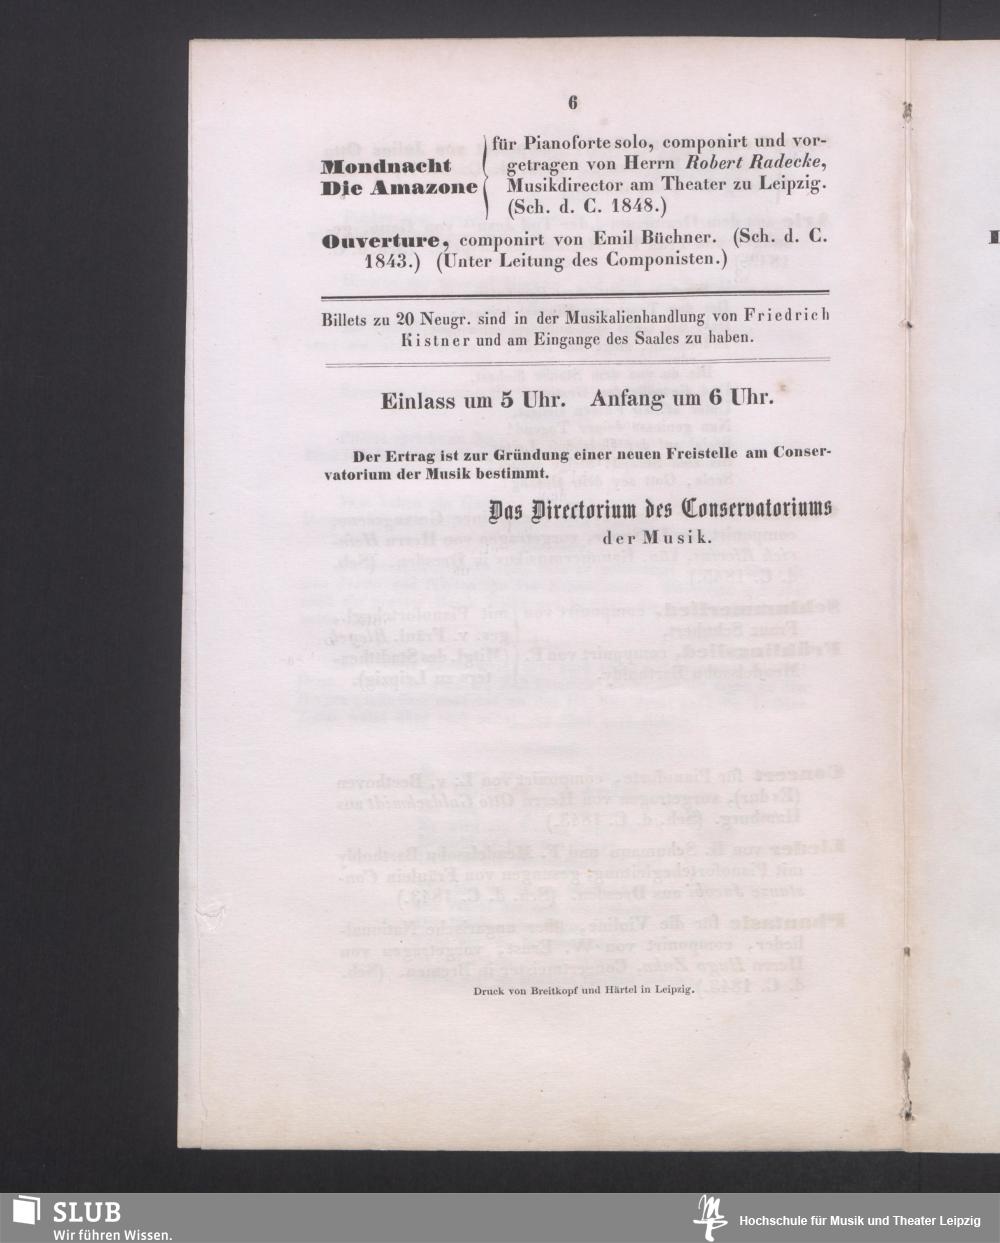 6
für Pianoforte solo, componirt und vor-
Mondnacht
getragen von Herrn Robert Radecke,
Die Amazone
Musikdirector am Theater zu Leipzig.
(Sch. d. C. 1848.)
Ouverture, componirt von Emil Büchner. (Sch. d. C.
1843.) (Unter Leitung des Componisten.)
Billets zu 20 Neugr. sind in der Musikalienhandlung von Friedrich
Kistner und am Eingange des Saales zu haben.
Einlass um 5 Uhr. Anfang um 6 Uhr.
Der Ertrag ist zur Gründung einer neuen Freistelle am Conser-
vatorium der Musik bestimmt.
Das Directorium des Conservatoriums
der Musik.
Druck von Breitkopf und Härtel in Leipzig.
SLUB
Wir führen Wissen.
Hochschule für Musik und Theater Leipzig